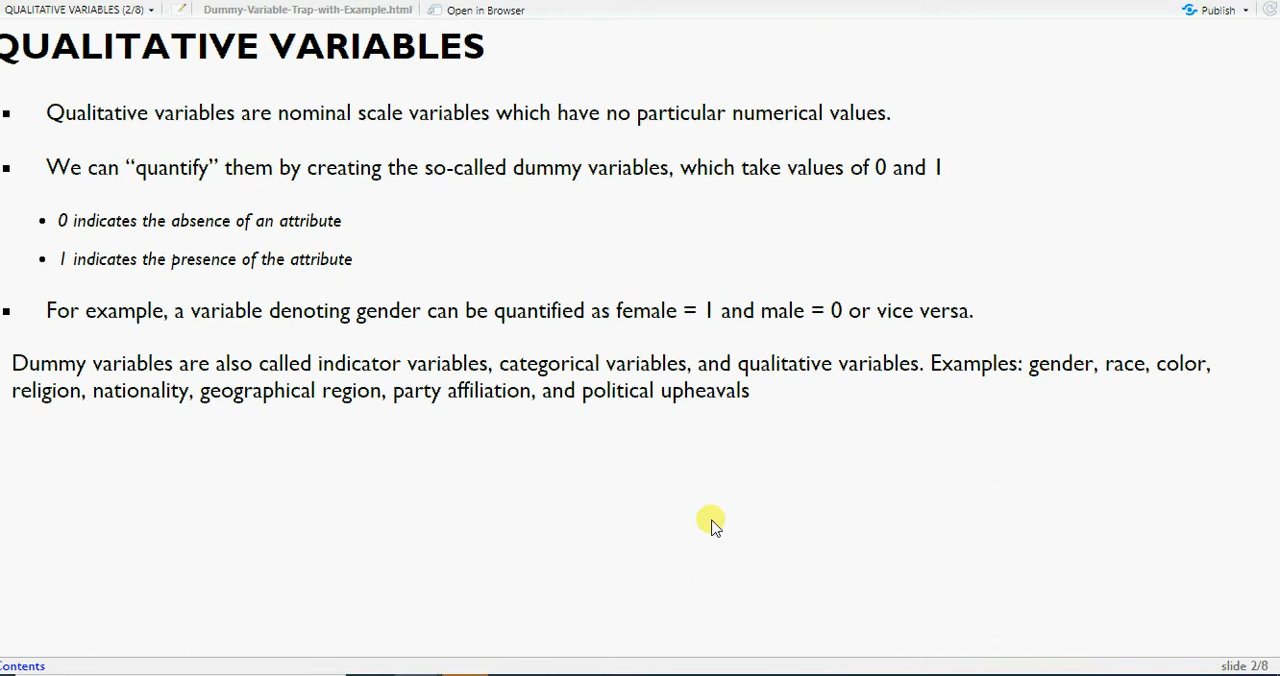 QUALITATIVE VARIABLES (2/8) Dummy-Variable-Trap-with-Example.html Open in Browser Publish
QUALITATIVE VARIABLES
Qualitative variables are nominal scale variables which have no particular numerical values.
We can “quantify” them by creating the so-called dummy variables, which take values of 0 and 1
0 indicates the absence of an attribute
1 indicates the presence of the attribute
For example, a variable denoting gender can be quantified as female = 1 and male = 0 or vice versa.
Dummy variables are also called indicator variables, categorical variables, and qualitative variables. Examples: gender, race, color,
religion, nationality, geographical region, party affiliation, and political upheavals
Contents slide 2/8